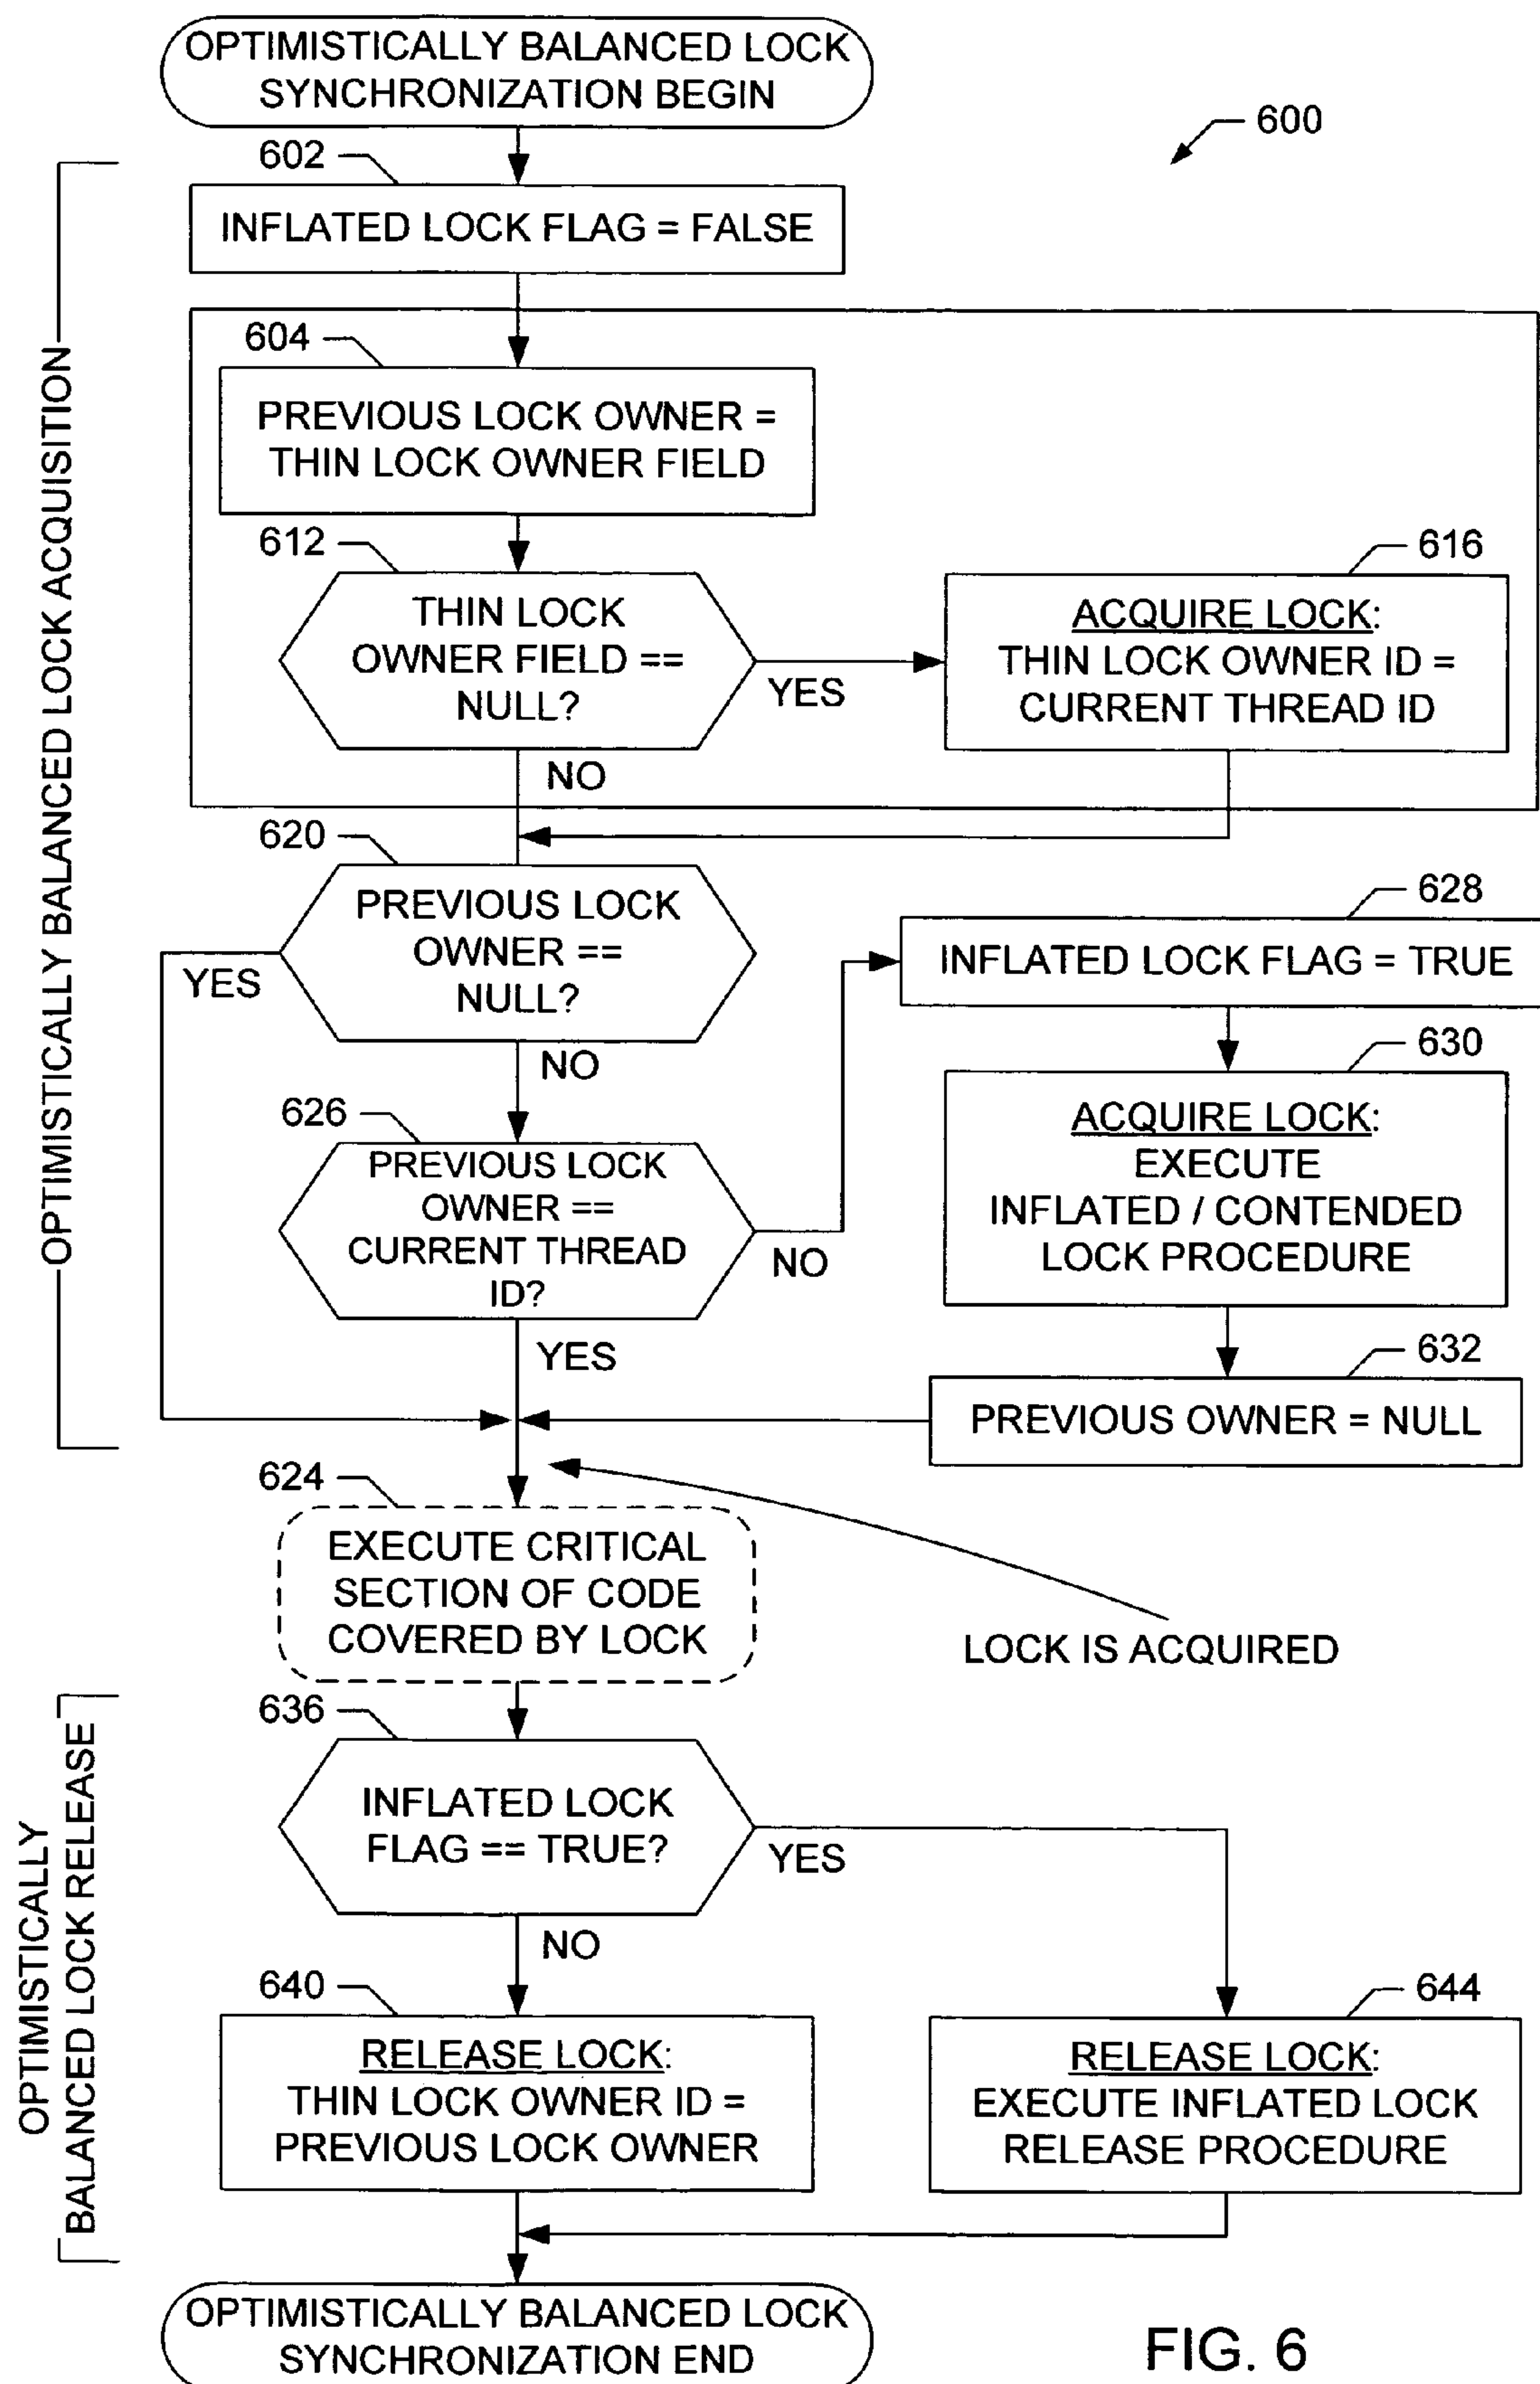 OPTIMISTICALLY BALANCED LOCK
SYNCHRONIZATION BEGIN
600
602
INFLATED LOCK FLAG = FALSE
OPTIMISTICALLY BALANCED LOCK ACQUISITION
604
PREVIOUS LOCK OWNER =
THIN LOCK OWNER FIELD
612
THIN LOCK
OWNER FIELD ==
NULL?
YES
NO
616
ACQUIRE LOCK:
THIN LOCK OWNER ID =
CURRENT THREAD ID
620
PREVIOUS LOCK
OWNER ==
NULL?
YES
NO
626
PREVIOUS LOCK
OWNER ==
CURRENT THREAD
ID?
NO
YES
628
INFLATED LOCK FLAG = TRUE
630
ACQUIRE LOCK:
EXECUTE
INFLATED / CONTENDED
LOCK PROCEDURE
632
PREVIOUS OWNER = NULL
624
EXECUTE CRITICAL
SECTION OF CODE
COVERED BY LOCK
LOCK IS ACQUIRED
OPTIMISTICALLY
BALANCED LOCK RELEASE
636
INFLATED LOCK
FLAG == TRUE?
YES
NO
640
RELEASE LOCK:
THIN LOCK OWNER ID =
PREVIOUS LOCK OWNER
644
RELEASE LOCK:
EXECUTE INFLATED LOCK
RELEASE PROCEDURE
OPTIMISTICALLY BALANCED LOCK
SYNCHRONIZATION END
FIG. 6